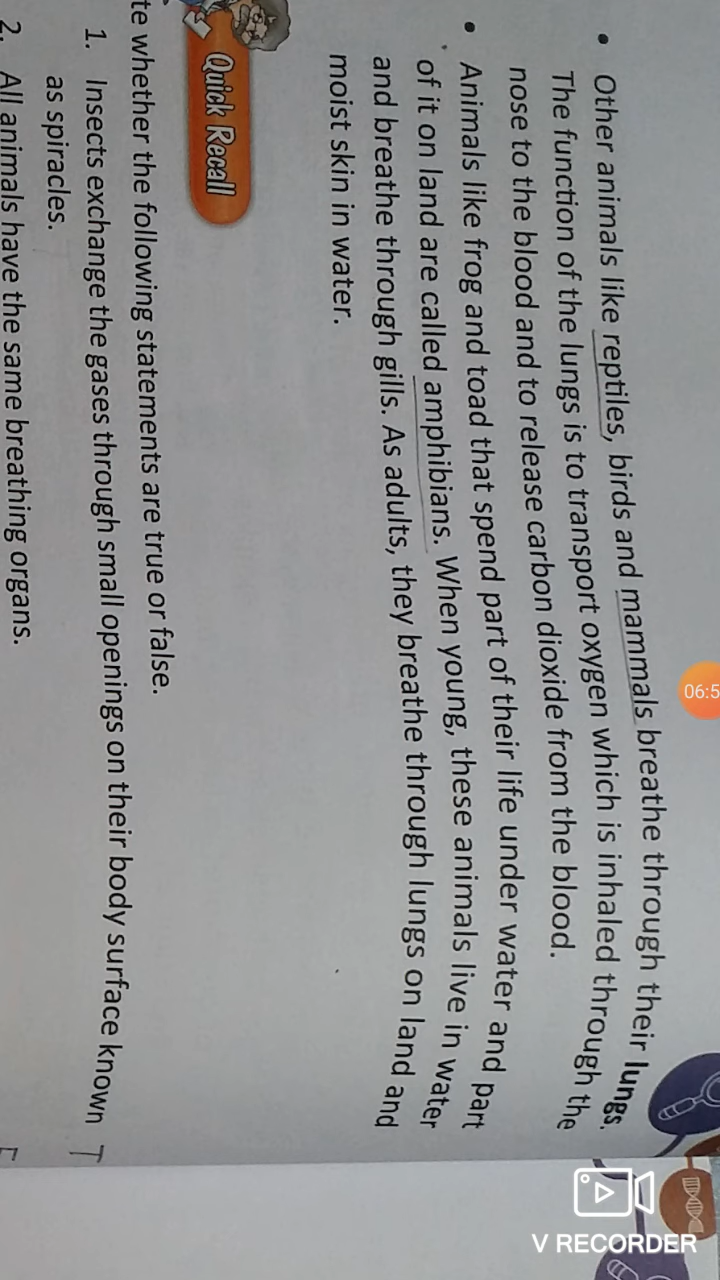 • Other animals like reptiles, birds and mammals breathe through their lungs.
The function of the lungs is to transport oxygen which is inhaled through the
nose to the blood and to release carbon dioxide from the blood.
• Animals like frog and toad that spend part of their life under water and part
of it on land are called amphibians. When young, these animals live in water
and breathe through gills. As adults, they breathe through lungs on land and
moist skin in water.
Quick Recall
te whether the following statements are true or false.
1. Insects exchange the gases through small openings on their body surface known T
as spiracles.
2. All animals have the same breathing organs.
06:5
V RECORDER